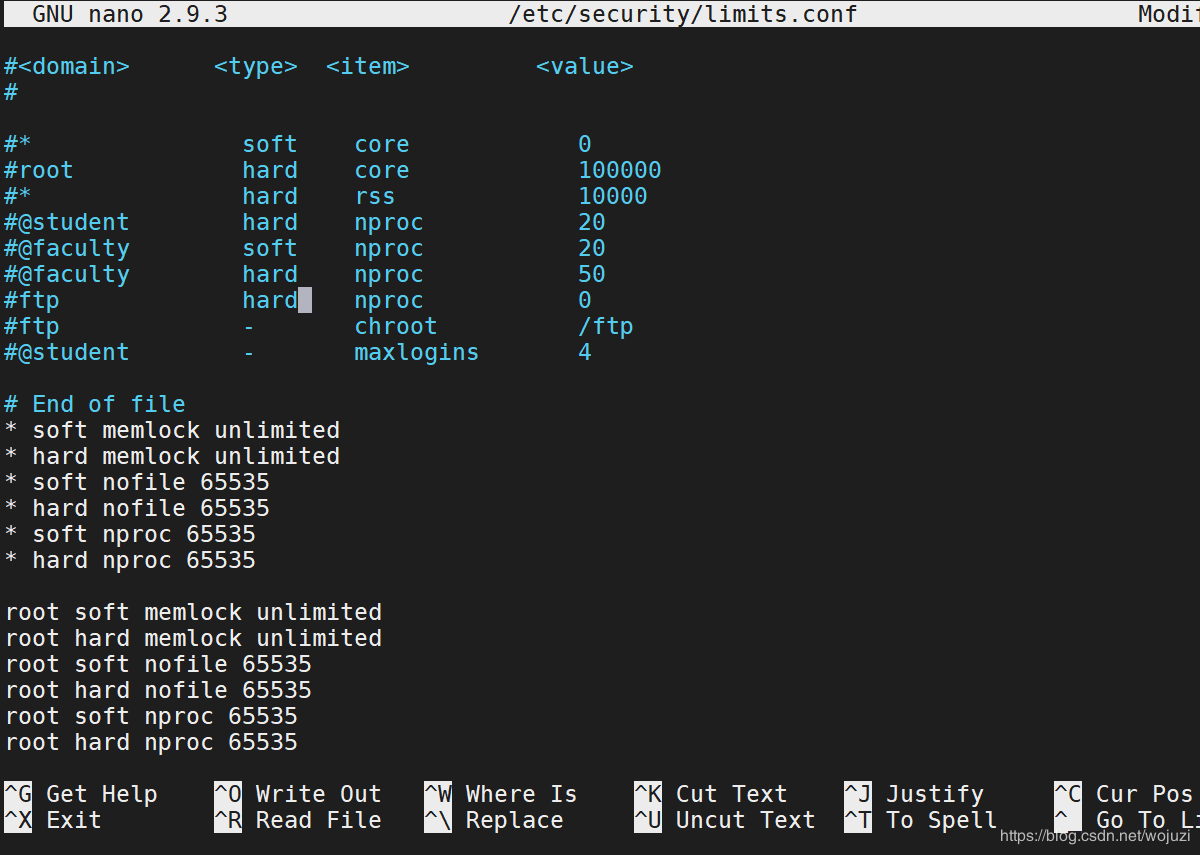 GNU nano 2.9.3 /etc/security/limits.conf Modif
#<domain> <type> <item> <value>
#
#* soft core 0
#root hard core 100000
#* hard rss 10000
#@student hard nproc 20
#@faculty soft nproc 20
#@faculty hard nproc 50
#ftp hard nproc 0
#ftp - chroot /ftp
#@student - maxlogins 4
# End of file
* soft memlock unlimited
* hard memlock unlimited
* soft nofile 65535
* hard nofile 65535
* soft nproc 65535
* hard nproc 65535
root soft memlock unlimited
root hard memlock unlimited
root soft nofile 65535
root hard nofile 65535
root soft nproc 65535
root hard nproc 65535
^G Get Help ^O Write Out ^W Where Is ^K Cut Text ^J Justify ^C Cur Pos
^X Exit ^R Read File ^\ Replace ^U Uncut Text ^T To Spell ^_ Go To Li
https://blog.csdn.net/wojuzi